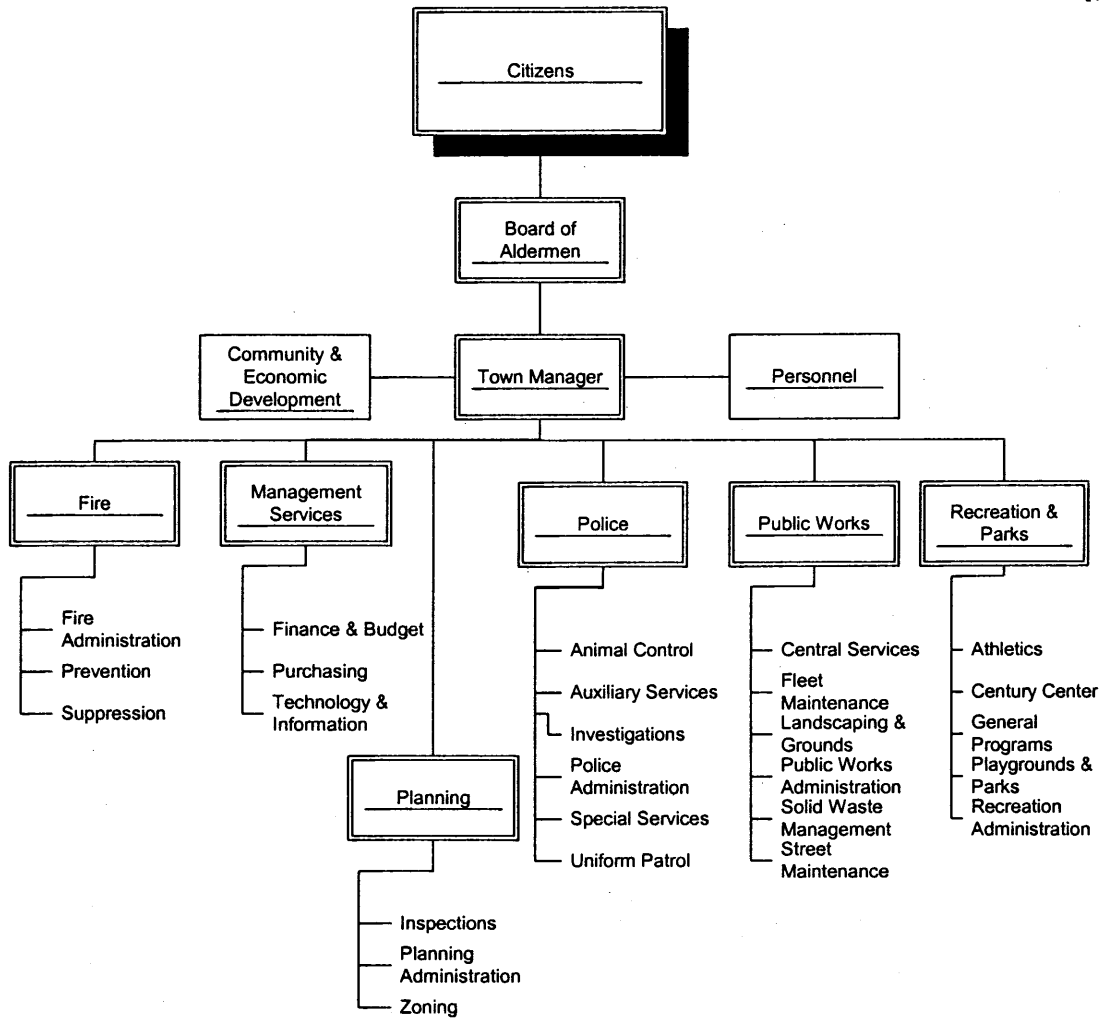 Citizens
Board of
Aldermen
Community &
Economic
Development
Town Manager
Personnel
Fire
Management
Services
Police
Public Works
Recreation &
Parks
Fire
Administration
Prevention
Suppression
Finance & Budget
Purchasing
Technology &
Information
Planning
Inspections
Planning
Administration
Zoning
Animal Control
Auxiliary Services
Investigations
Police
Administration
Special Services
Uniform Patrol
Central Services
Fleet
Maintenance
Landscaping &
Grounds
Public Works
Administration
Solid Waste
Management
Street
Maintenance
Athletics
Century Center
General
Programs
Playgrounds &
Parks
Recreation
Administration